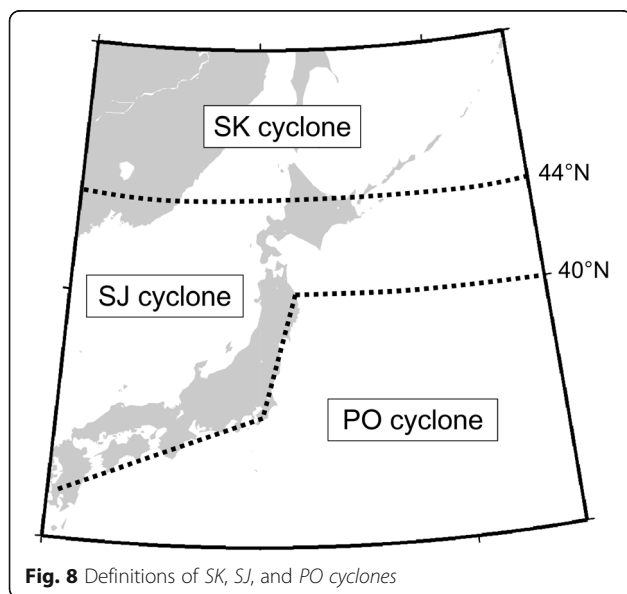 SK cyclone
44°N
40°N
SJ cyclone
PO cyclone
Fig. 8 Definitions of SK, SJ, and PO cyclones